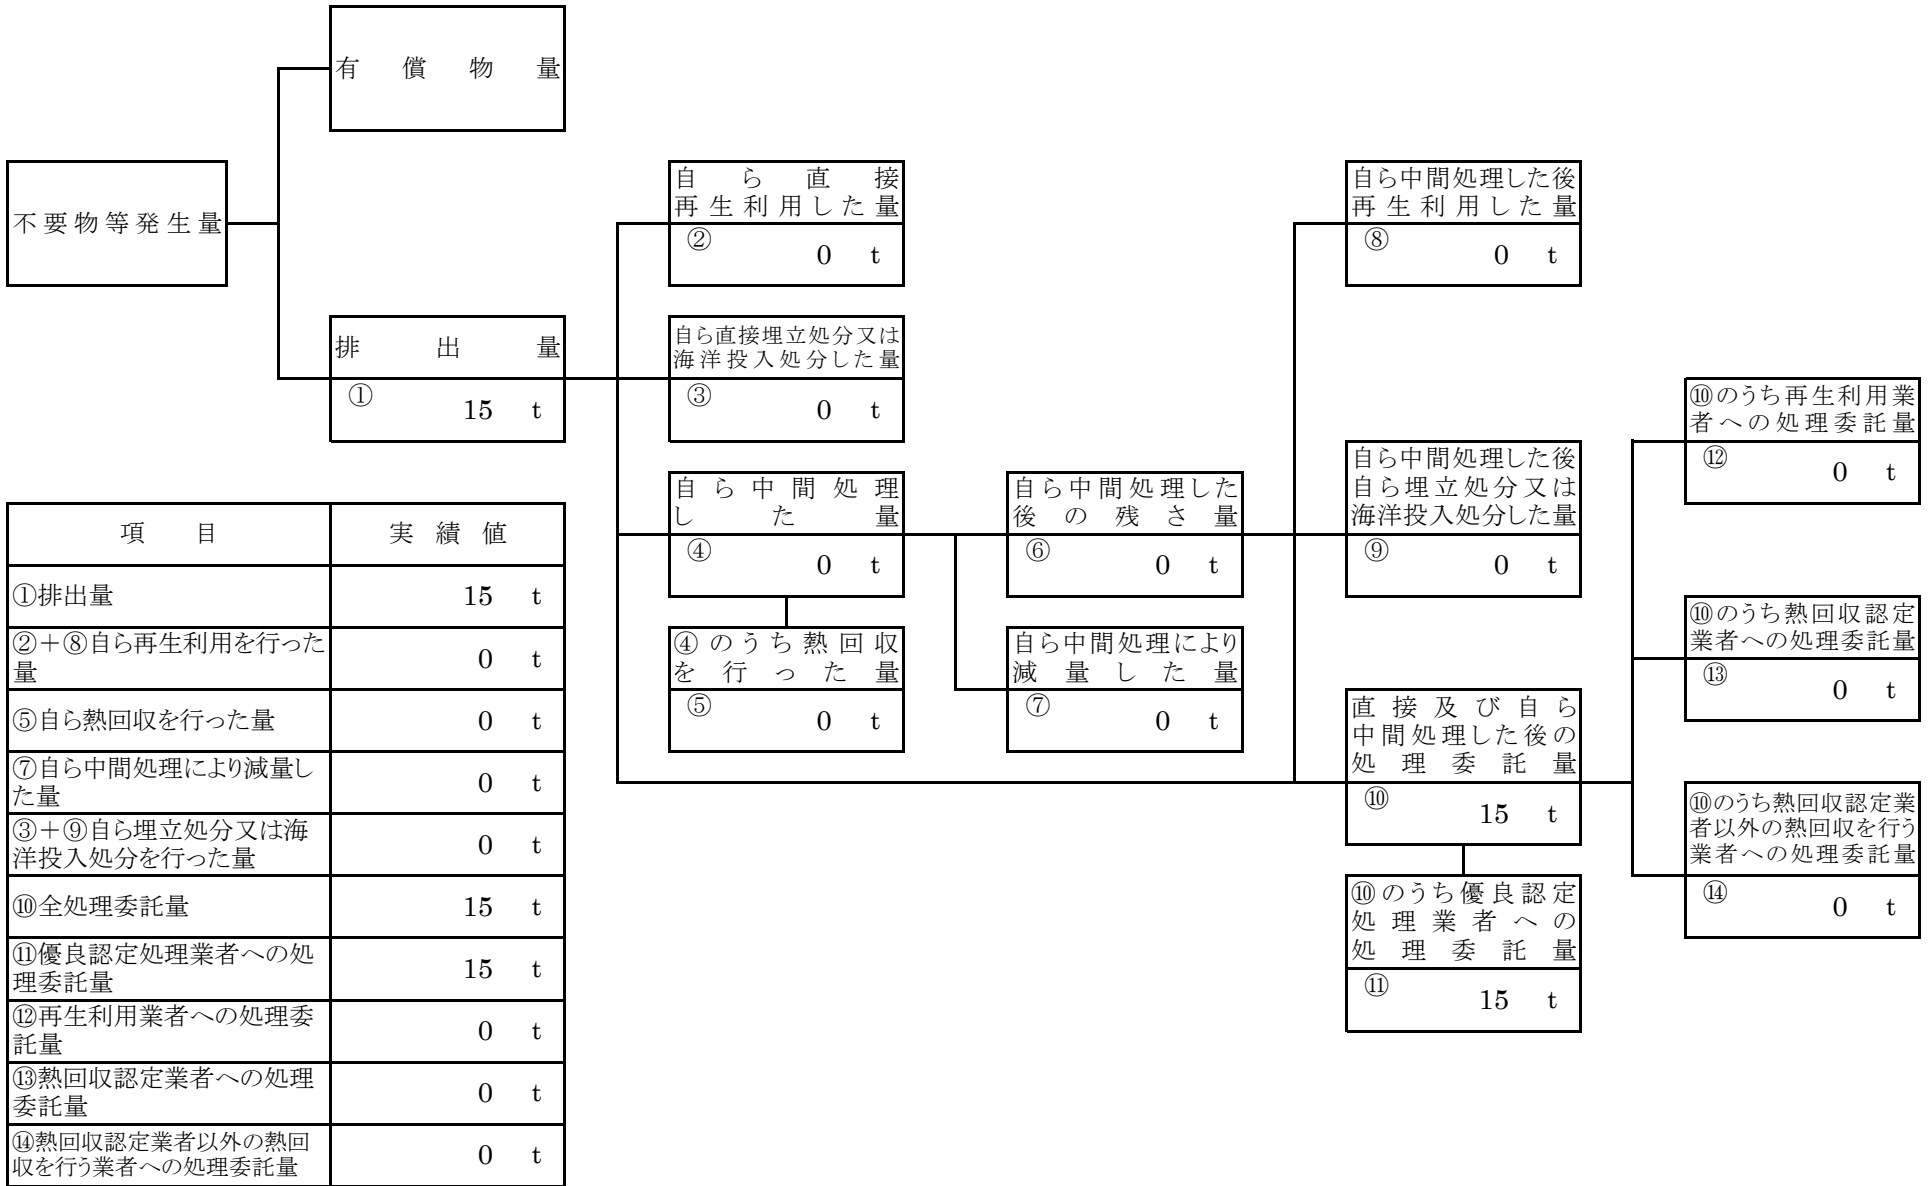 有償物量
不要物等発生量
排出量
① 15 t
自ら直接
再生利用した量
② 0 t
自ら直接埋立処分又は
海洋投入処分した量
③ 0 t
自ら中間処理
した量
④ 0 t
④のうち熱回収
を行った量
⑤ 0 t
自ら中間処理した
後の残さ量
⑥ 0 t
自ら中間処理により
減量した量
⑦ 0 t
自ら中間処理した後
再生利用した量
⑧ 0 t
自ら中間処理した後
自ら埋立処分又は
海洋投入処分した量
⑨ 0 t
直接及び自ら
中間処理した後の
処理委託量
⑩ 15 t
⑩のうち優良認定
処理業者への
処理委託量
⑪ 15 t
⑩のうち再生利用業
者への処理委託量
⑫ 0 t
⑩のうち熱回収認定
業者への処理委託量
⑬ 0 t
⑩のうち熱回収認定業
者以外の熱回収を行う
業者への処理委託量
⑭ 0 t
項目 実績値
①排出量 15 t
②＋⑧自ら再生利用を行った
量 0 t
⑤自ら熱回収を行った量 0 t
⑦自ら中間処理により減量し
た量 0 t
③＋⑨自ら埋立処分又は海
洋投入処分を行った量 0 t
⑩全処理委託量 15 t
⑪優良認定処理業者への処
理委託量 15 t
⑫再生利用業者への処理委
託量 0 t
⑬熱回収認定業者への処理
委託量 0 t
⑭熱回収認定業者以外の熱回
収を行う業者への処理委託量 0 t